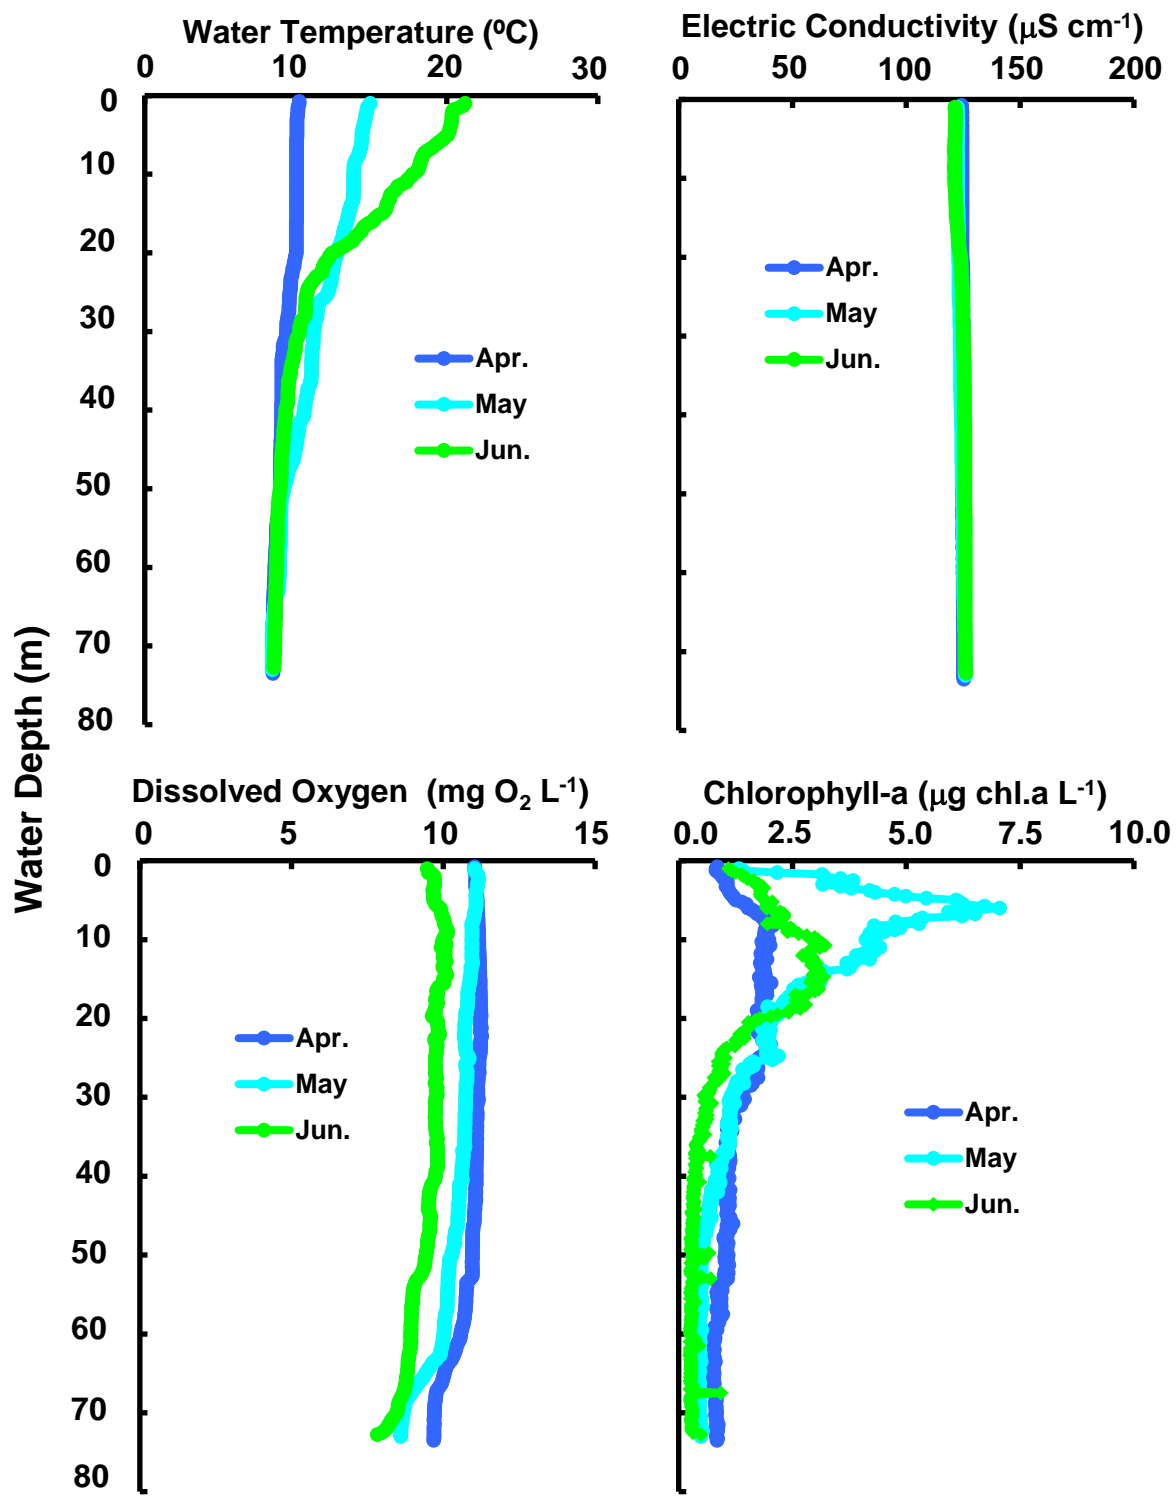 Water Temperature (ºC)
0 10 20 30
0
10
20
30
40
50
60
70
80
Apr.
May
Jun.
Electric Conductivity (μS cm-1)
0 50 100 150 200
Apr.
May
Jun.
Water Depth (m)
Dissolved Oxygen (mg O2 L-1)
0 5 10 15
0
10
20
30
40
50
60
70
80
Apr.
May
Jun.
Chlorophyll-a (μg chl.a L-1)
0.0 2.5 5.0 7.5 10.0
Apr.
May
Jun.